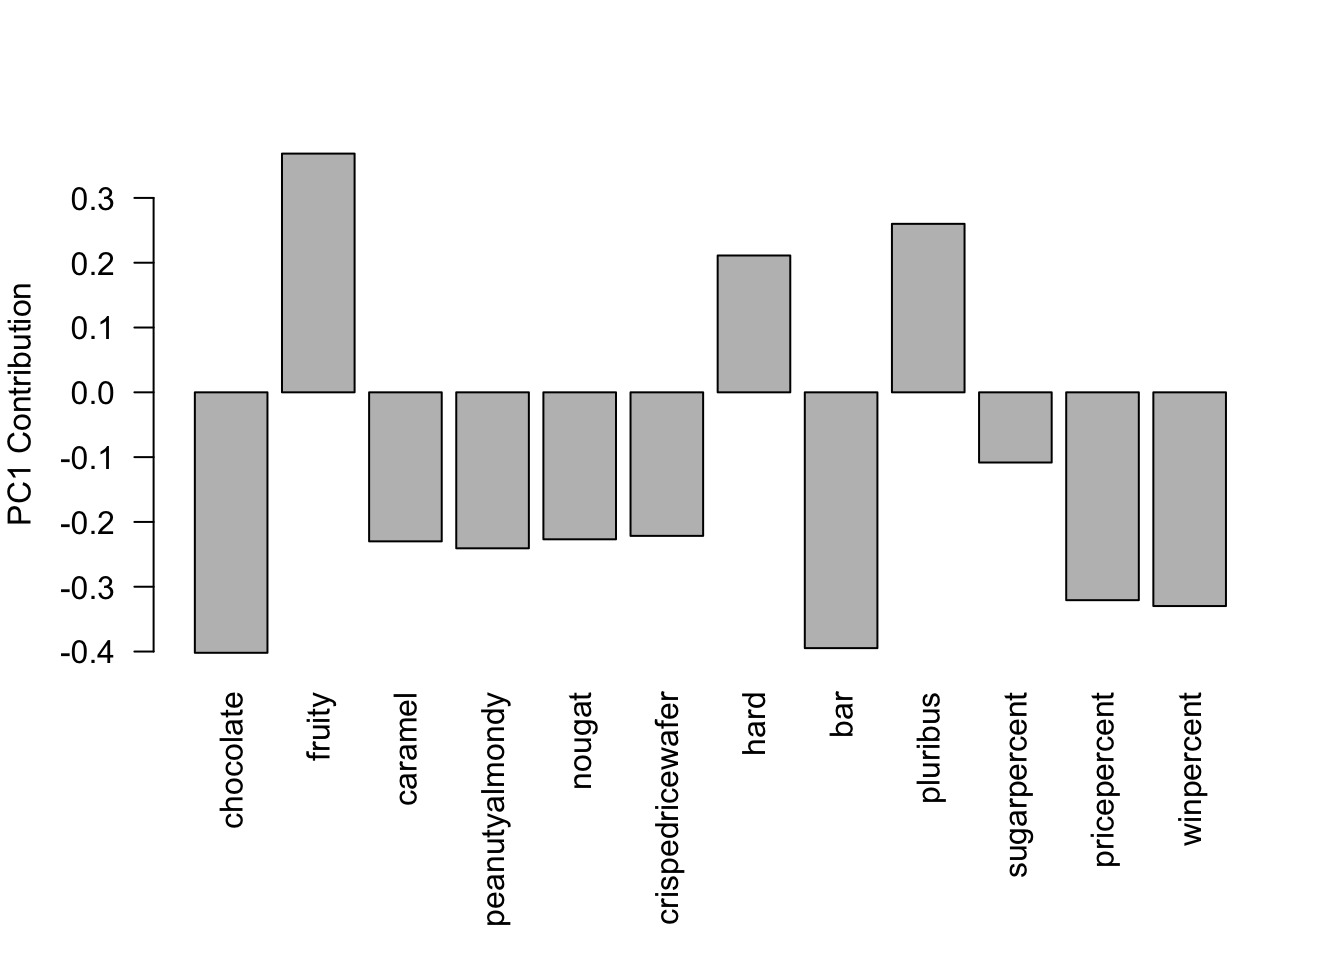 PC1 Contribution
0.3
0.2
0.1
0.0
-0.1
-0.2
-0.3
-0.4
chocolate
fruity
caramel
peanutyalmondy
nougat
crispedricewafer
hard
bar
pluribus
sugarpercent
pricepercent
winpercent